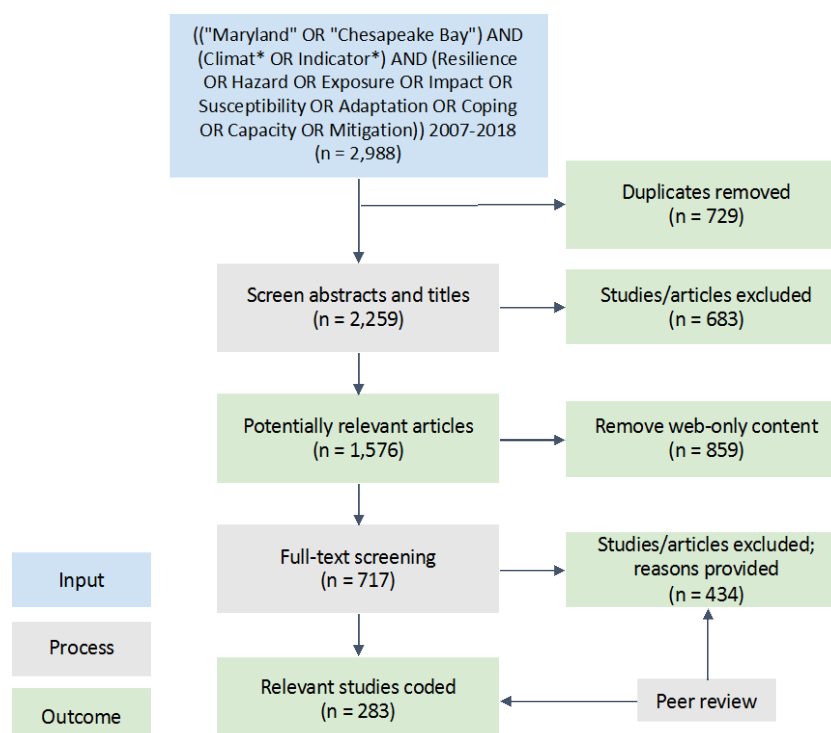 (("Maryland" OR "Chesapeake Bay") AND
(Climat* OR Indicator*) AND (Resilience
OR Hazard OR Exposure OR Impact OR
Susceptibility OR Adaptation OR Coping
OR Capacity OR Mitigation)) 2007-2018
(n = 2,988)
Duplicates removed
(n = 729)
Screen abstracts and titles
(n = 2,259)
Studies/articles excluded
(n = 683)
Potentially relevant articles
(n = 1,576)
Remove web-only content
(n = 859)
Full-text screening
(n = 717)
Studies/articles excluded;
reasons provided
(n = 434)
Relevant studies coded
(n = 283)
Peer review
Input
Process
Outcome